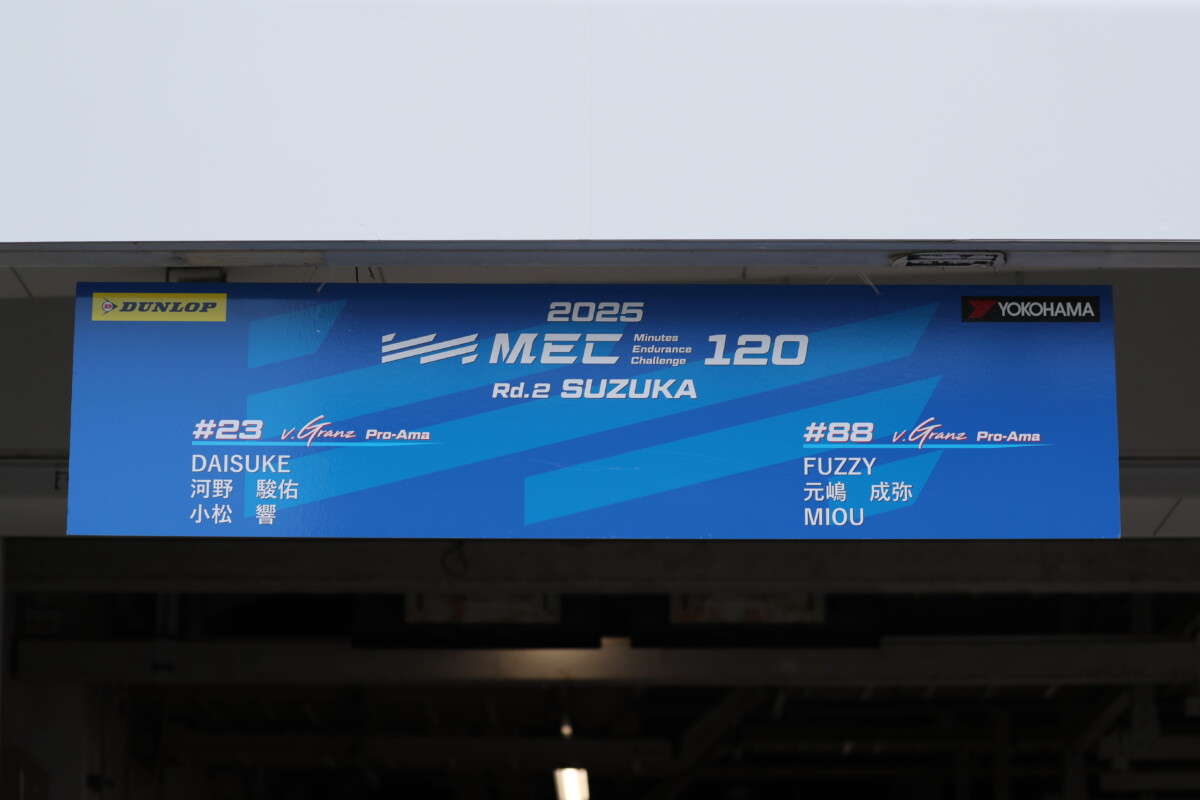 DUNLOP
YOKOHAMA
2025
MEC Minutes Endurance Challenge 120
Rd.2 SUZUKA
#23 v.Granz Pro-Ama
DAISUKE
河野 駿佑
小松 響
#88 v.Granz Pro-Ama
FUZZY
元嶋 成弥
MIOU